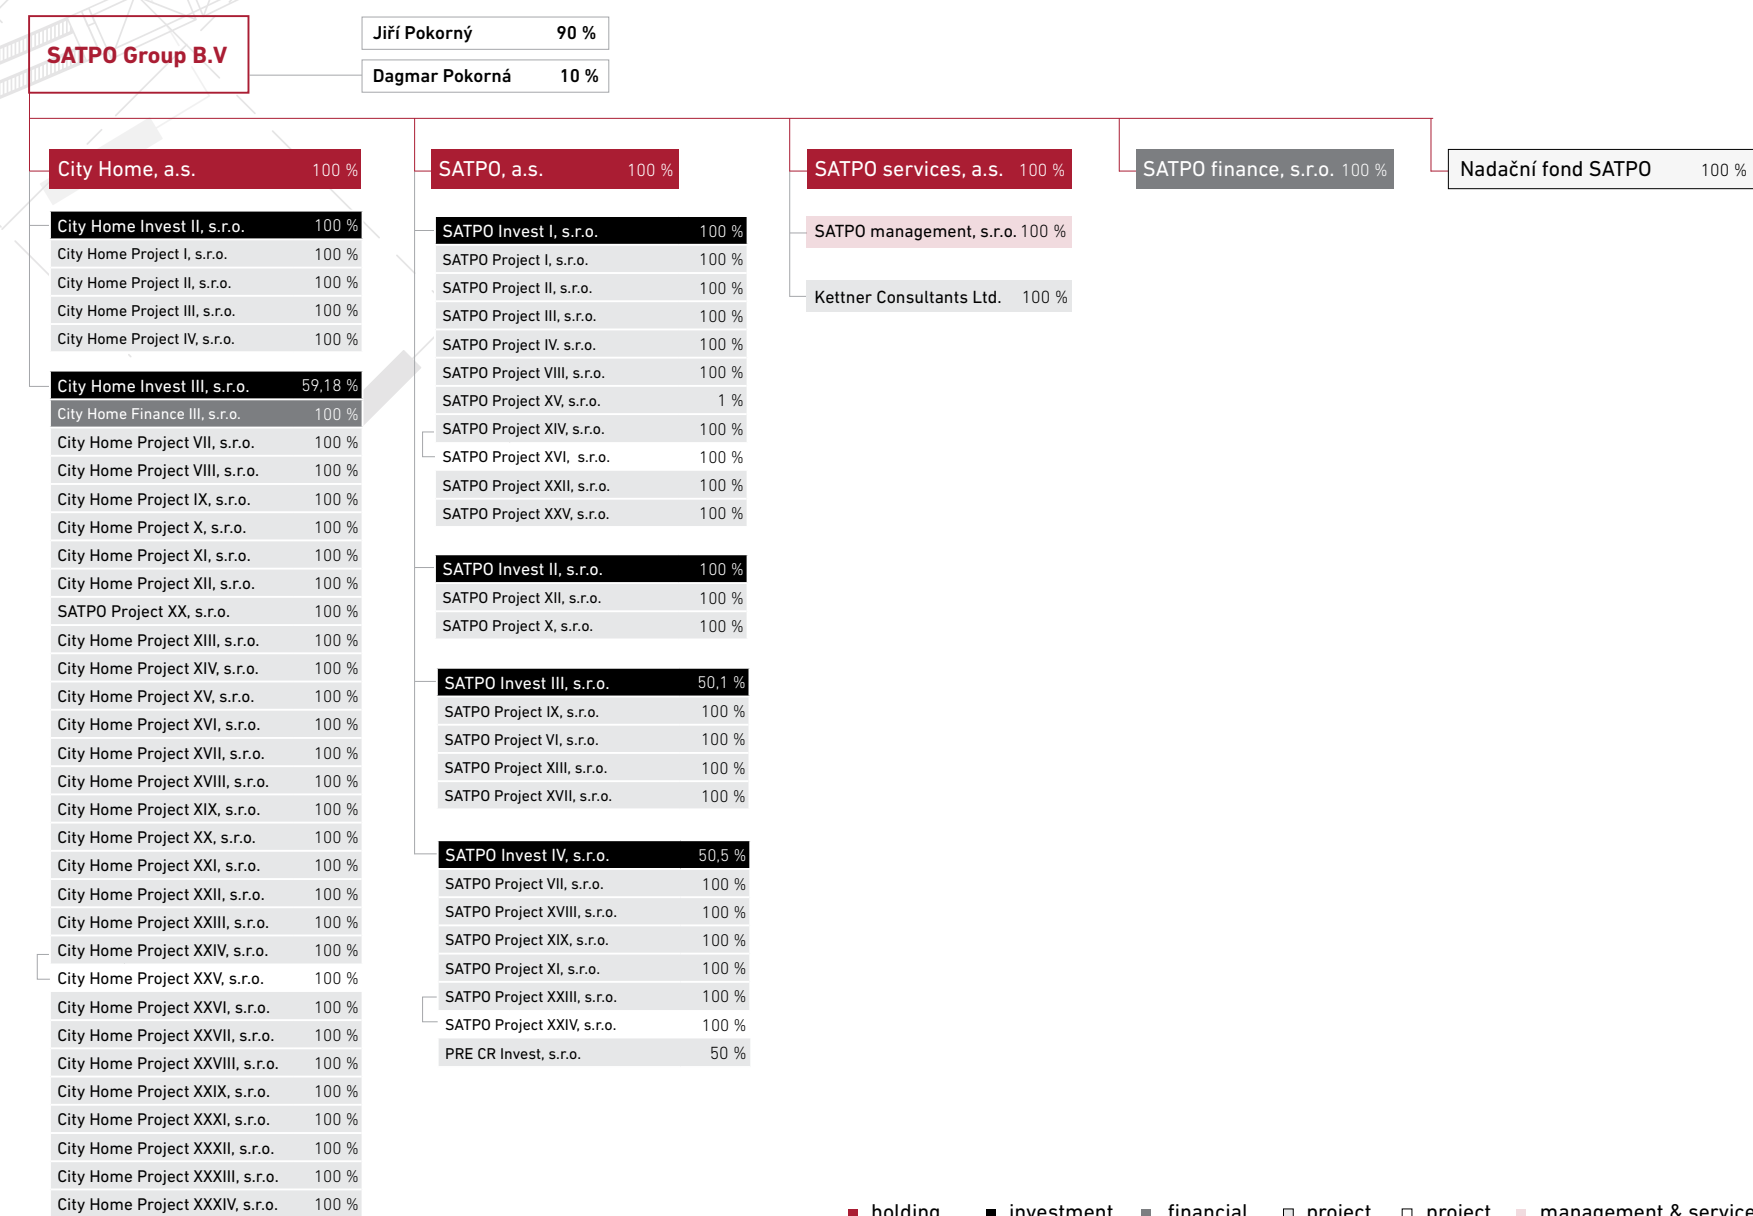 SATPO Group B.V
Jiří Pokorný 90 %
Dagmar Pokorná 10 %
City Home, a.s. 100 %
City Home Invest II, s.r.o. 100 %
City Home Project I, s.r.o. 100 %
City Home Project II, s.r.o. 100 %
City Home Project III, s.r.o. 100 %
City Home Project IV, s.r.o. 100 %
City Home Invest III, s.r.o. 59,18 %
City Home Finance III, s.r.o. 100 %
City Home Project VII, s.r.o. 100 %
City Home Project VIII, s.r.o. 100 %
City Home Project IX, s.r.o. 100 %
City Home Project X, s.r.o. 100 %
City Home Project XI, s.r.o. 100 %
City Home Project XII, s.r.o. 100 %
SATPO Project XX, s.r.o. 100 %
City Home Project XIII, s.r.o. 100 %
City Home Project XIV, s.r.o. 100 %
City Home Project XV, s.r.o. 100 %
City Home Project XVI, s.r.o. 100 %
City Home Project XVII, s.r.o. 100 %
City Home Project XVIII, s.r.o. 100 %
City Home Project XIX, s.r.o. 100 %
City Home Project XX, s.r.o. 100 %
City Home Project XXI, s.r.o. 100 %
City Home Project XXII, s.r.o. 100 %
City Home Project XXIII, s.r.o. 100 %
City Home Project XXIV, s.r.o. 100 %
City Home Project XXV, s.r.o. 100 %
City Home Project XXVI, s.r.o. 100 %
City Home Project XXVII, s.r.o. 100 %
City Home Project XXVIII, s.r.o. 100 %
City Home Project XXIX, s.r.o. 100 %
City Home Project XXXI, s.r.o. 100 %
City Home Project XXXII, s.r.o. 100 %
City Home Project XXXIII, s.r.o. 100 %
City Home Project XXXIV, s.r.o. 100 %
SATPO, a.s. 100 %
SATPO Invest I, s.r.o. 100 %
SATPO Project I, s.r.o. 100 %
SATPO Project II, s.r.o. 100 %
SATPO Project III, s.r.o. 100 %
SATPO Project IV. s.r.o. 100 %
SATPO Project VIII, s.r.o. 100 %
SATPO Project XV, s.r.o. 1 %
SATPO Project XIV, s.r.o. 100 %
SATPO Project XVI, s.r.o. 100 %
SATPO Project XXII, s.r.o. 100 %
SATPO Project XXV, s.r.o. 100 %
SATPO Invest II, s.r.o. 100 %
SATPO Project XII, s.r.o. 100 %
SATPO Project X, s.r.o. 100 %
SATPO Invest III, s.r.o. 50,1 %
SATPO Project IX, s.r.o. 100 %
SATPO Project VI, s.r.o. 100 %
SATPO Project XIII, s.r.o. 100 %
SATPO Project XVII, s.r.o. 100 %
SATPO Invest IV, s.r.o. 50,5 %
SATPO Project VII, s.r.o. 100 %
SATPO Project XVIII, s.r.o. 100 %
SATPO Project XIX, s.r.o. 100 %
SATPO Project XI, s.r.o. 100 %
SATPO Project XXIII, s.r.o. 100 %
SATPO Project XXIV, s.r.o. 100 %
PRE CR Invest, s.r.o. 50 %
SATPO services, a.s. 100 %
SATPO management, s.r.o. 100 %
Kettner Consultants Ltd. 100 %
SATPO finance, s.r.o. 100 %
Nadační fond SATPO 100 %
holding investment financial project project management & service